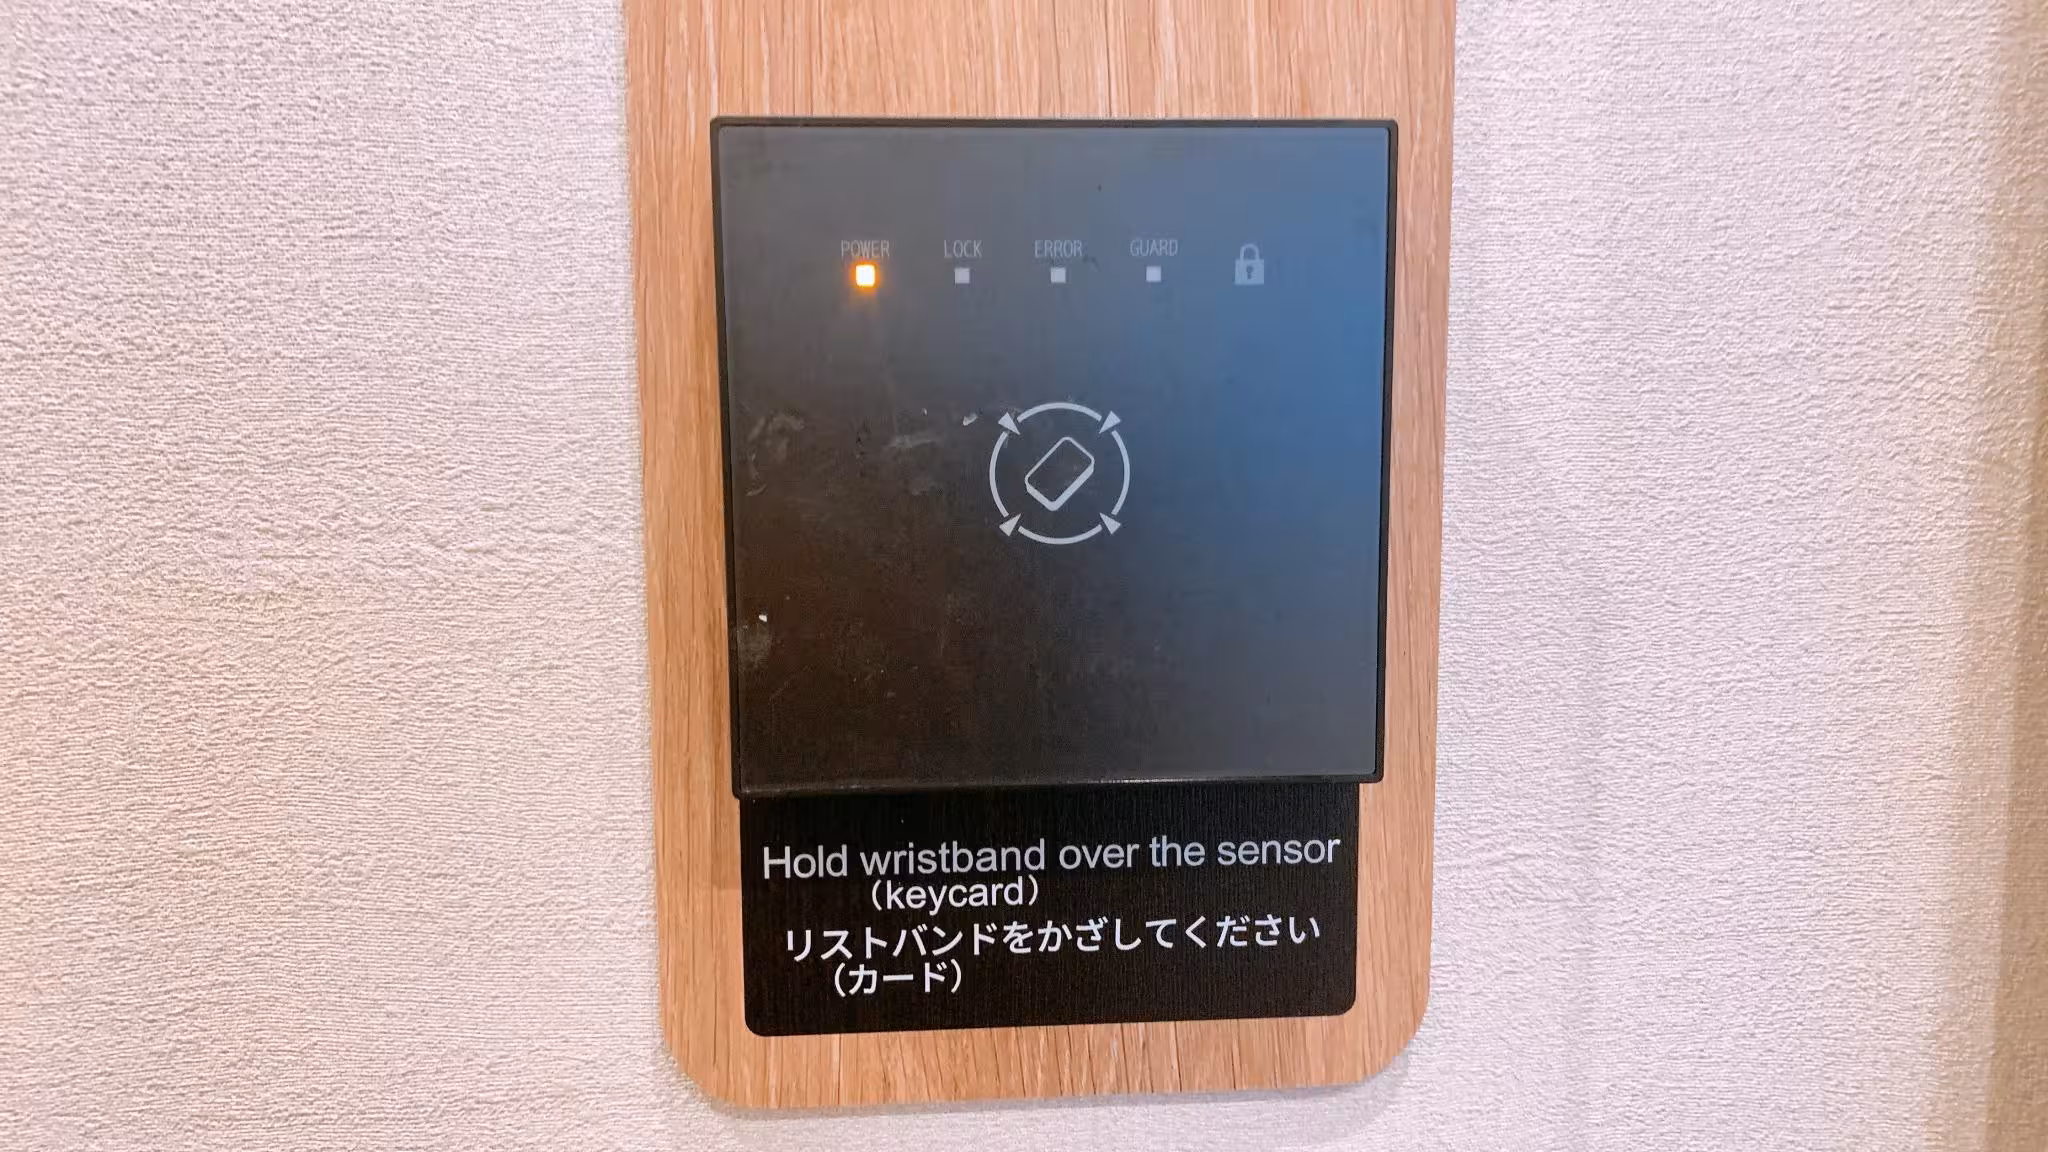 POWER LOCK ERROR GUARD
Hold wristband over the sensor
(keycard)
リストバンドをかざしてください
(カード)